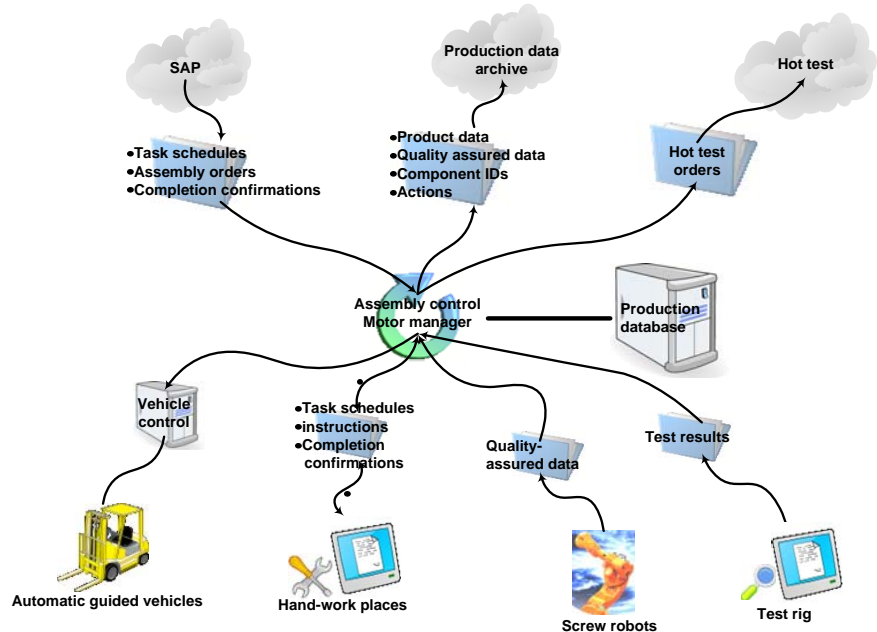 SAP
Production data
archive
Hot test
•Task schedules
•Assembly orders
•Completion confirmations
•Product data
•Quality assured data
•Component IDs
•Actions
Hot test
orders
Assembly control
Motor manager
Production
database
Vehicle
control
•Task schedules
•instructions
•Completion
confirmations
Quality-
assured data
Test results
Automatic guided vehicles
Hand-work places
Screw robots
Test rig